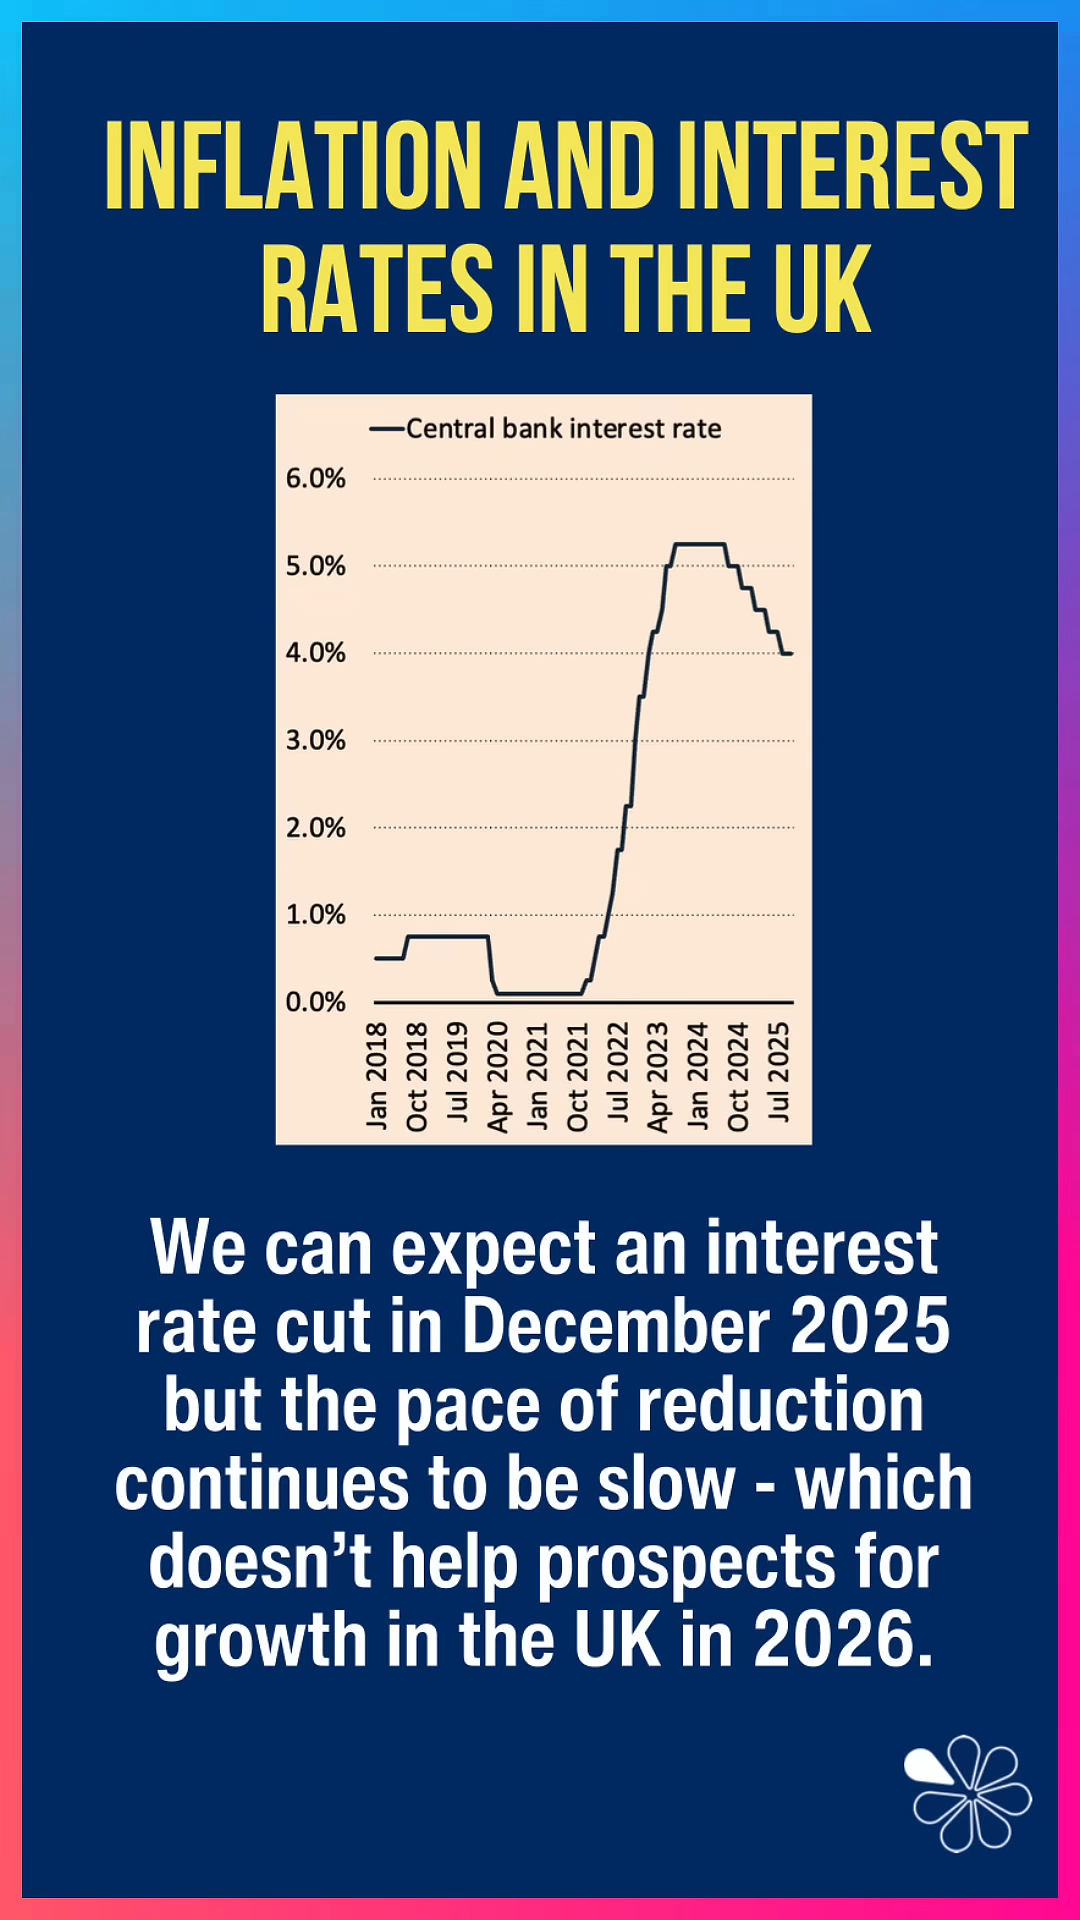 INFLATION AND INTEREST
RATES IN THE UK
Central bank interest rate
6.0%
5.0%
4.0%
3.0%
2.0%
1.0%
0.0%
Jan 2018
Oct 2018
Jul 2019
Apr 2020
Jan 2021
Oct 2021
Jul 2022
Apr 2023
Jan 2024
Oct 2024
Jul 2025
We can expect an interest
rate cut in December 2025
but the pace of reduction
continues to be slow - which
doesn’t help prospects for
growth in the UK in 2026.